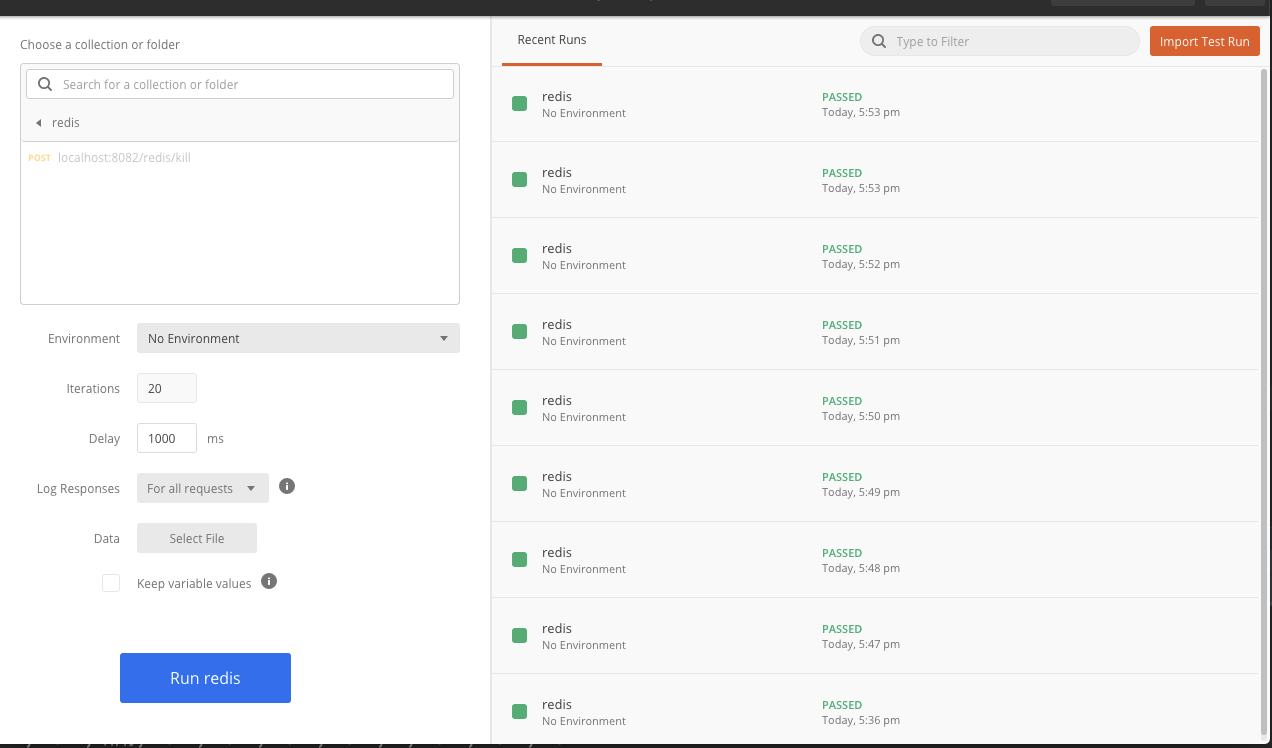 Choose a collection or folder
Search for a collection or folder
redis
POST localhost:8082/redis/kill
Environment No Environment
Iterations 20
Delay 1000 ms
Log Responses For all requests
Data Select File
Keep variable values
Run redis
Recent Runs
Type to Filter
Import Test Run
redis PASSED
No Environment Today, 5:53 pm
redis PASSED
No Environment Today, 5:53 pm
redis PASSED
No Environment Today, 5:52 pm
redis PASSED
No Environment Today, 5:51 pm
redis PASSED
No Environment Today, 5:50 pm
redis PASSED
No Environment Today, 5:49 pm
redis PASSED
No Environment Today, 5:48 pm
redis PASSED
No Environment Today, 5:47 pm
redis PASSED
No Environment Today, 5:36 pm